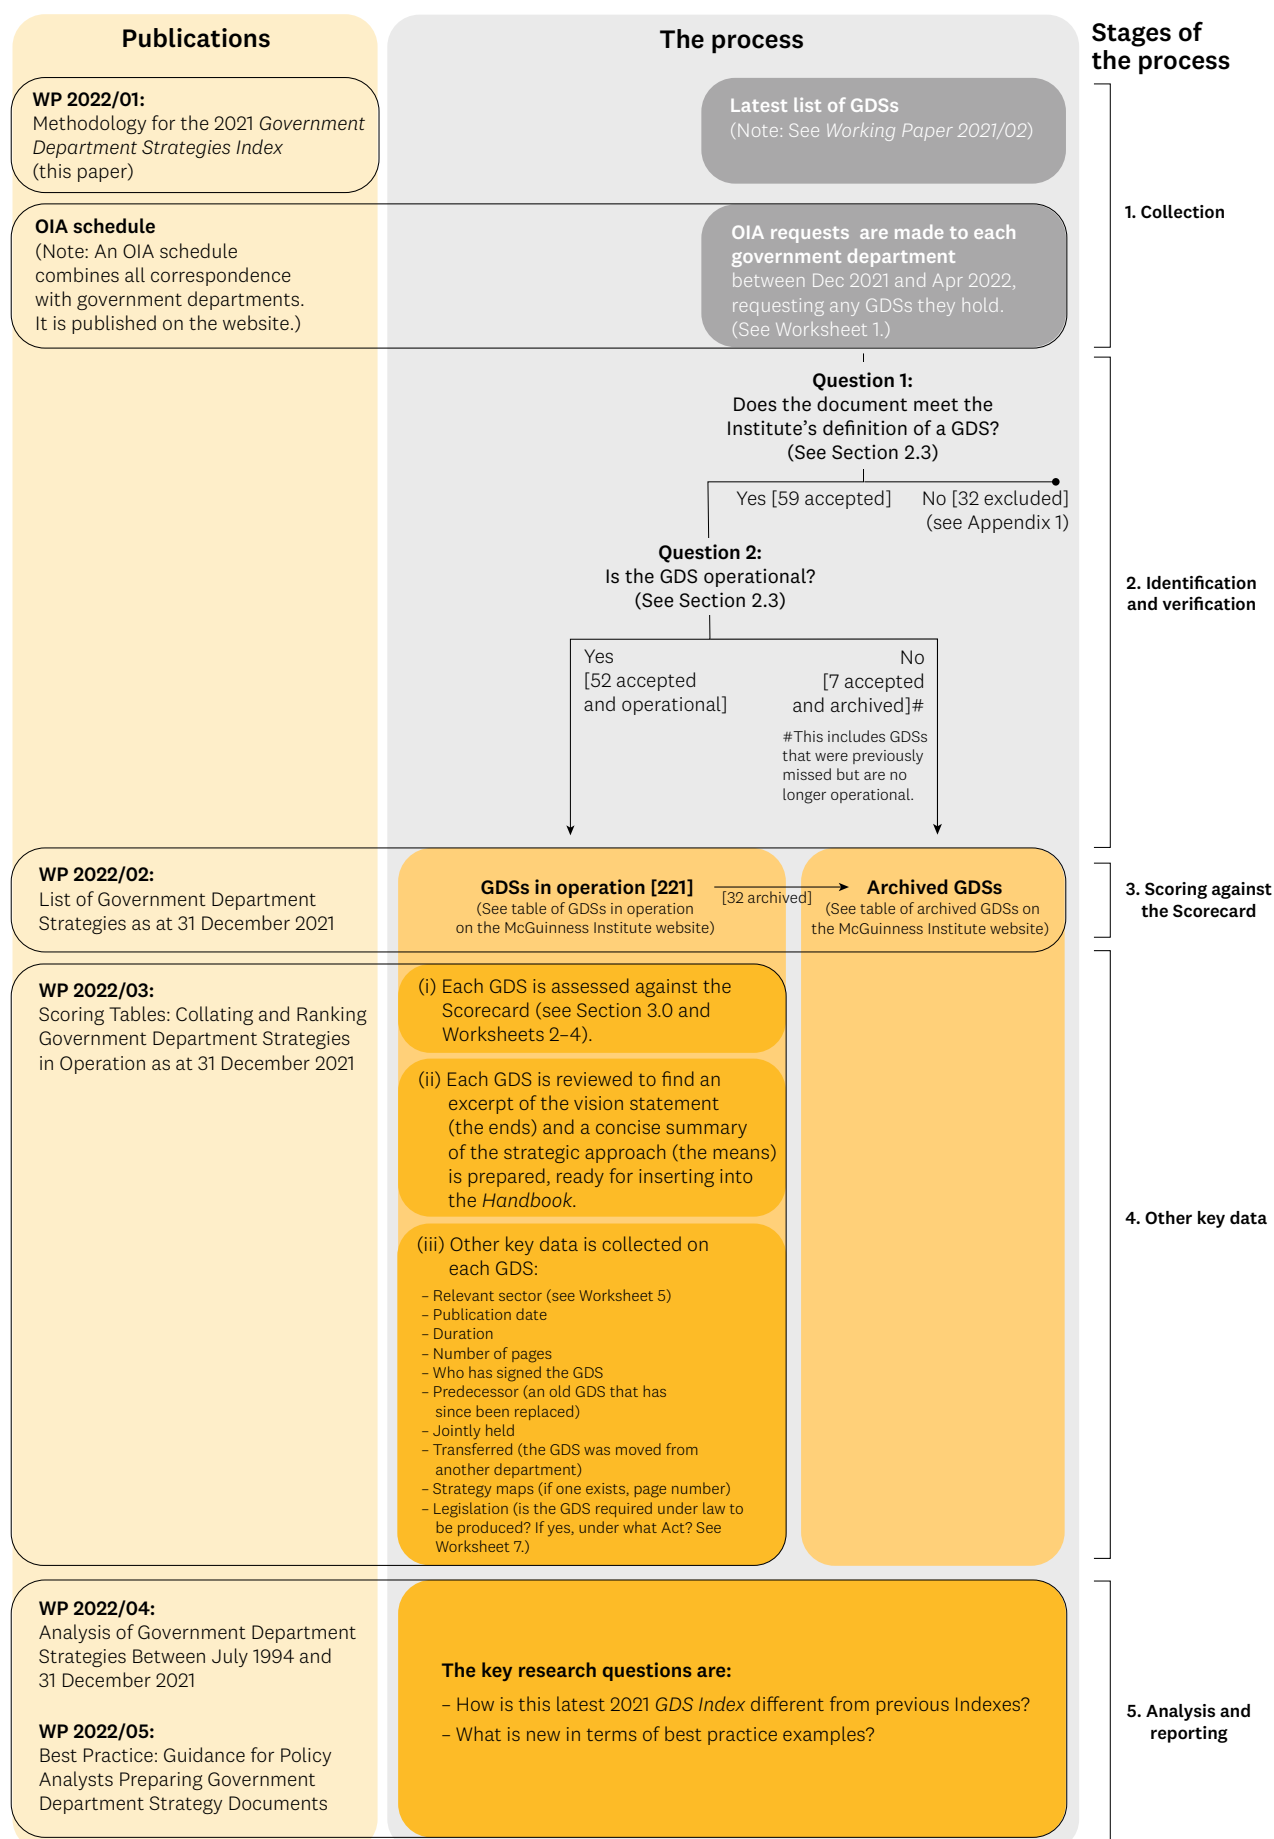 Publications
The process
Stages of
the process
WP 2022/01:
Methodology for the 2021 Government
Department Strategies Index
(this paper)
Latest list of GDSs
(Note: See Working Paper 2021/02)
1. Collection
OIA schedule
(Note: An OIA schedule
combines all correspondence
with government departments.
It is published on the website.)
OIA requests are made to each
government department
between Dec 2021 and Apr 2022,
requesting any GDSs they hold.
(See Worksheet 1.)
Question 1:
Does the document meet the
Institute's definition of a GDS?
(See Section 2.3)
Yes [59 accepted]
No [32 excluded]
(see Appendix 1)
Question 2:
Is the GDS operational?
(See Section 2.3)
2. Identification
and verification
Yes
[52 accepted
and operational]
No
[7 accepted
and archived]#
#This includes GDSs
that were previously
missed but are no
longer operational.
WP 2022/02:
List of Government Department
Strategies as at 31 December 2021
GDSs in operation [221]
(See table of GDSs in operation
on the McGuinness Institute website)
[32 archived]
Archived GDSs
(See table of archived GDSs on
the McGuinness Institute website)
3. Scoring against
the Scorecard
WP 2022/03:
Scoring Tables: Collating and Ranking
Government Department Strategies
in Operation as at 31 December 2021
(i) Each GDS is assessed against the
Scorecard (see Section 3.0 and
Worksheets 2–4).
(ii) Each GDS is reviewed to find an
excerpt of the vision statement
(the ends) and a concise summary
of the strategic approach (the means)
is prepared, ready for inserting into
the Handbook.
(iii) Other key data is collected on
each GDS:
– Relevant sector (see Worksheet 5)
– Publication date
– Duration
– Number of pages
– Who has signed the GDS
– Predecessor (an old GDS that has
since been replaced)
– Jointly held
– Transferred (the GDS was moved from
another department)
– Strategy maps (if one exists, page number)
– Legislation (is the GDS required under law to
be produced? If yes, under what Act? See
Worksheet 7.)
4. Other key data
WP 2022/04:
Analysis of Government Department
Strategies Between July 1994 and
31 December 2021
WP 2022/05:
Best Practice: Guidance for Policy
Analysts Preparing Government
Department Strategy Documents
The key research questions are:
– How is this latest 2021 GDS Index different from previous Indexes?
– What is new in terms of best practice examples?
5. Analysis and
reporting